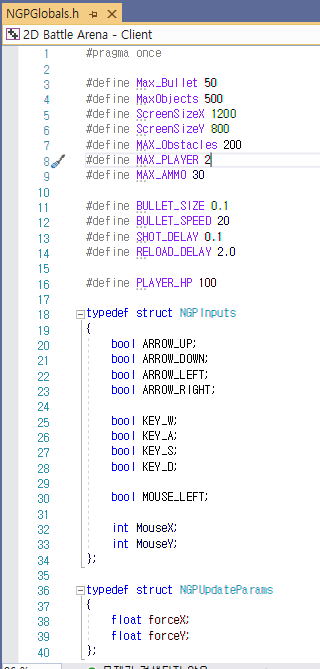 NGPGlobals.h
2D Battle Arena - Client
1 #pragma once
2
3 #define Max_Bullet 50
4 #define MaxObjects 500
5 #define ScreenSizeX 1200
6 #define ScreenSizeY 800
7 #define MAX_Obstacles 200
8 #define MAX_PLAYER 2
9 #define MAX_AMMO 30
10
11 #define BULLET_SIZE 0.1
12 #define BULLET_SPEED 20
13 #define SHOT_DELAY 0.1
14 #define RELOAD_DELAY 2.0
15
16 #define PLAYER_HP 100
17
18 typedef struct NGPInputs
19 {
20 bool ARROW_UP;
21 bool ARROW_DOWN;
22 bool ARROW_LEFT;
23 bool ARROW_RIGHT;
24
25 bool KEY_W;
26 bool KEY_A;
27 bool KEY_S;
28 bool KEY_D;
29
30 bool MOUSE_LEFT;
31
32 int MouseX;
33 int MouseY;
34 };
35
36 typedef struct NGPUpdateParams
37 {
38 float forceX;
39 float forceY;
40 };